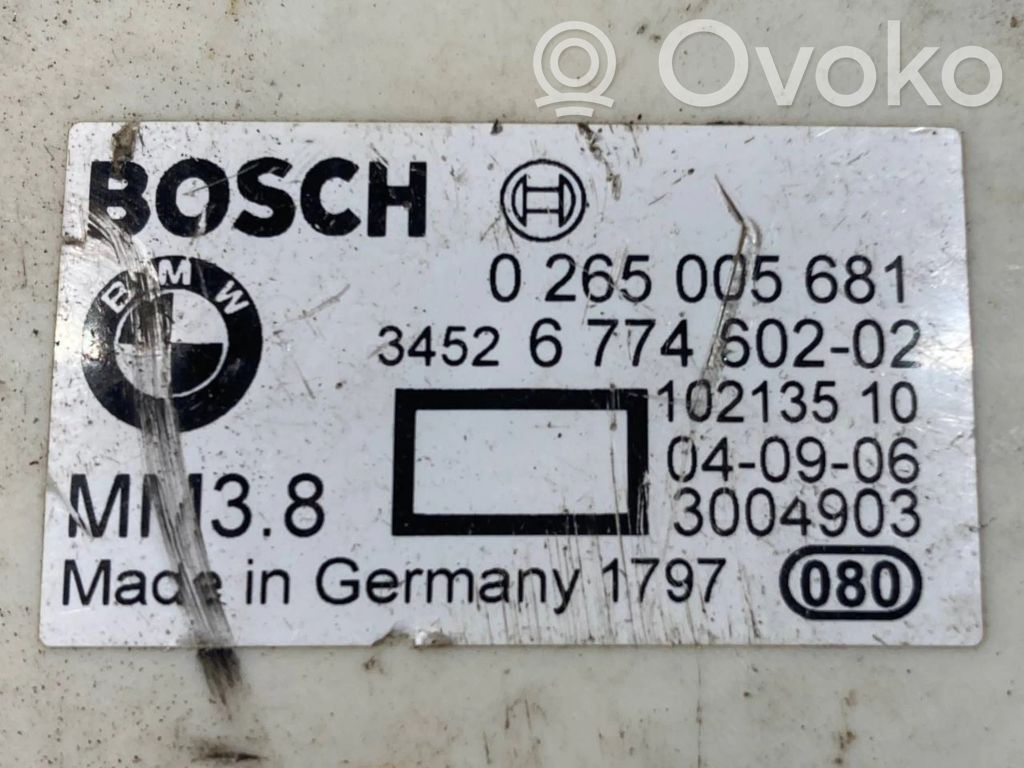 Ovoko
BOSCH
BMW
0 265 005 681
3452 6 774 602-02
102135 10
04-09-06
MM3.8
3004903
Made in Germany 1797
080